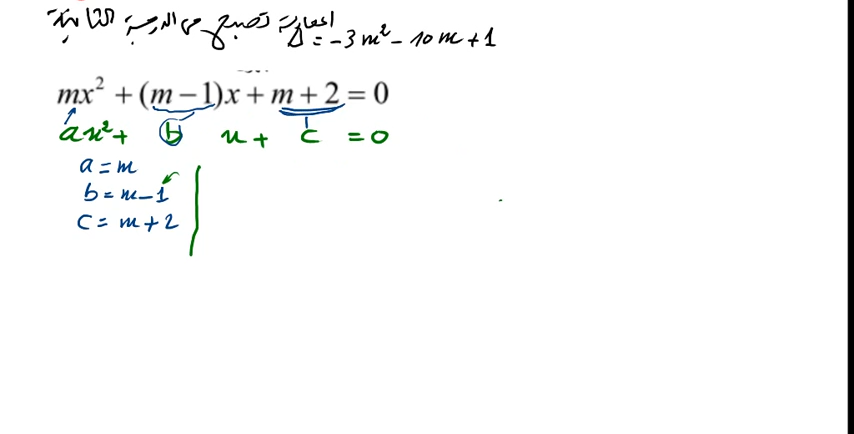 المعادلة تصبح من الدرجة الثانية Δ = -3m² - 10m + 1
mx² + (m − 1)x + m + 2 = 0
ax² + b x + c = 0
a = m
b = m - 1
c = m + 2